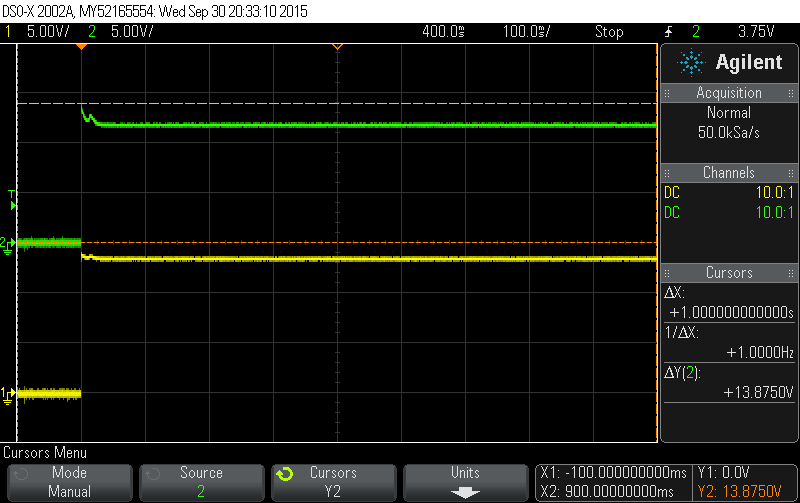 DSO-X 2002A, MY52165554: Wed Sep 30 20:33:10 2015
1 5.00V/ 2 5.00V/ 400.0ms 100.0ms/ Stop 2 3.75V
Agilent
Acquisition
Normal
50.0kSa/s
Channels
DC 10.0:1
DC 10.0:1
Cursors
ΔX:
+1.000000000000s
1/ΔX:
+1.0000Hz
ΔY(2):
+13.8750V
T
2
1
Cursors Menu
Mode
Manual
Source
2
Cursors
Y2
Units
X1: -100.000000000ms
X2: 900.000000000ms
Y1: 0.0V
Y2: 13.8750V